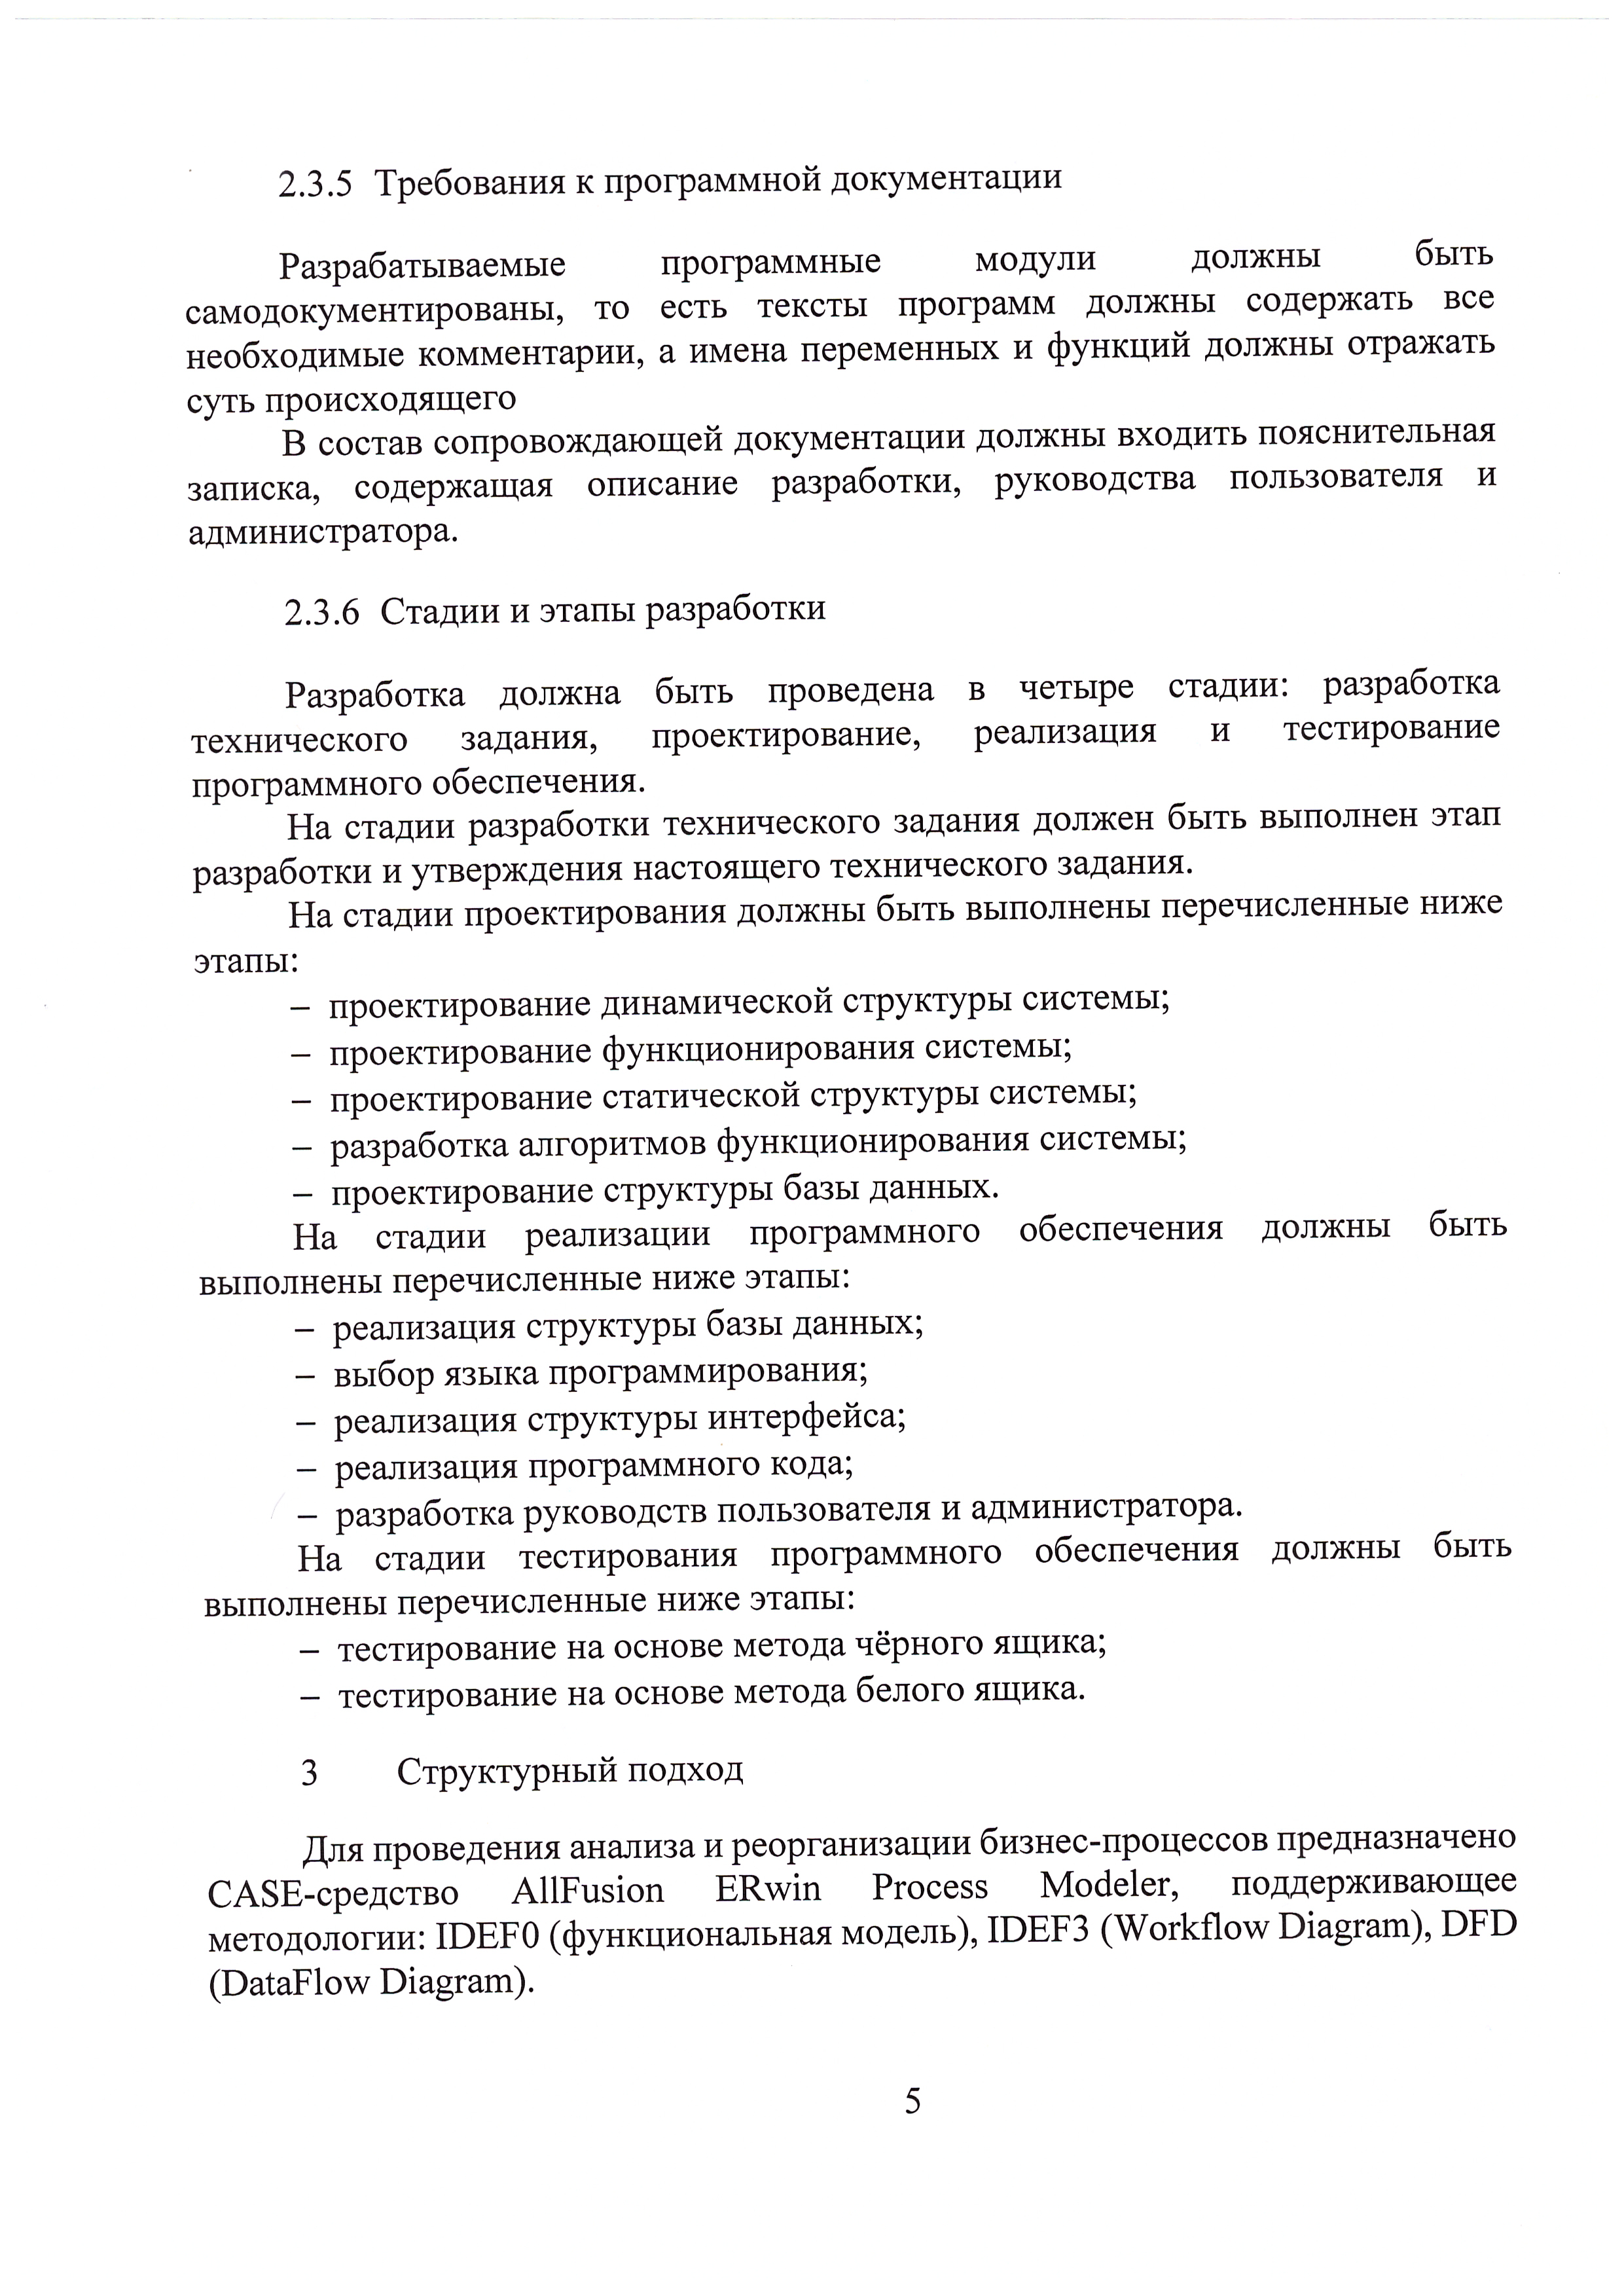 2.3.5 Требования к программной документации
Разрабатываемые программные модули должны быть
самодокументированы, то есть тексты программ должны содержать все
необходимые комментарии, а имена переменных и функций должны отражать
суть происходящего
В состав сопровождающей документации должны входить пояснительная
записка, содержащая описание разработки, руководства пользователя и
администратора.
2.3.6 Стадии и этапы разработки
Разработка должна быть проведена в четыре стадии: разработка
технического задания, проектирование, реализация и тестирование
программного обеспечения.
На стадии разработки технического задания должен быть выполнен этап
разработки и утверждения настоящего технического задания.
На стадии проектирования должны быть выполнены перечисленные ниже
этапы:
– проектирование динамической структуры системы;
– проектирование функционирования системы;
– проектирование статической структуры системы;
– разработка алгоритмов функционирования системы;
– проектирование структуры базы данных.
На стадии реализации программного обеспечения должны быть
выполнены перечисленные ниже этапы:
– реализация структуры базы данных;
– выбор языка программирования;
– реализация структуры интерфейса;
– реализация программного кода;
– разработка руководств пользователя и администратора.
На стадии тестирования программного обеспечения должны быть
выполнены перечисленные ниже этапы:
– тестирование на основе метода чёрного ящика;
– тестирование на основе метода белого ящика.
3 Структурный подход
Для проведения анализа и реорганизации бизнес-процессов предназначено
CASE-средство AllFusion ERwin Process Modeler, поддерживающее
методологии: IDEF0 (функциональная модель), IDEF3 (Workflow Diagram), DFD
(DataFlow Diagram).
5